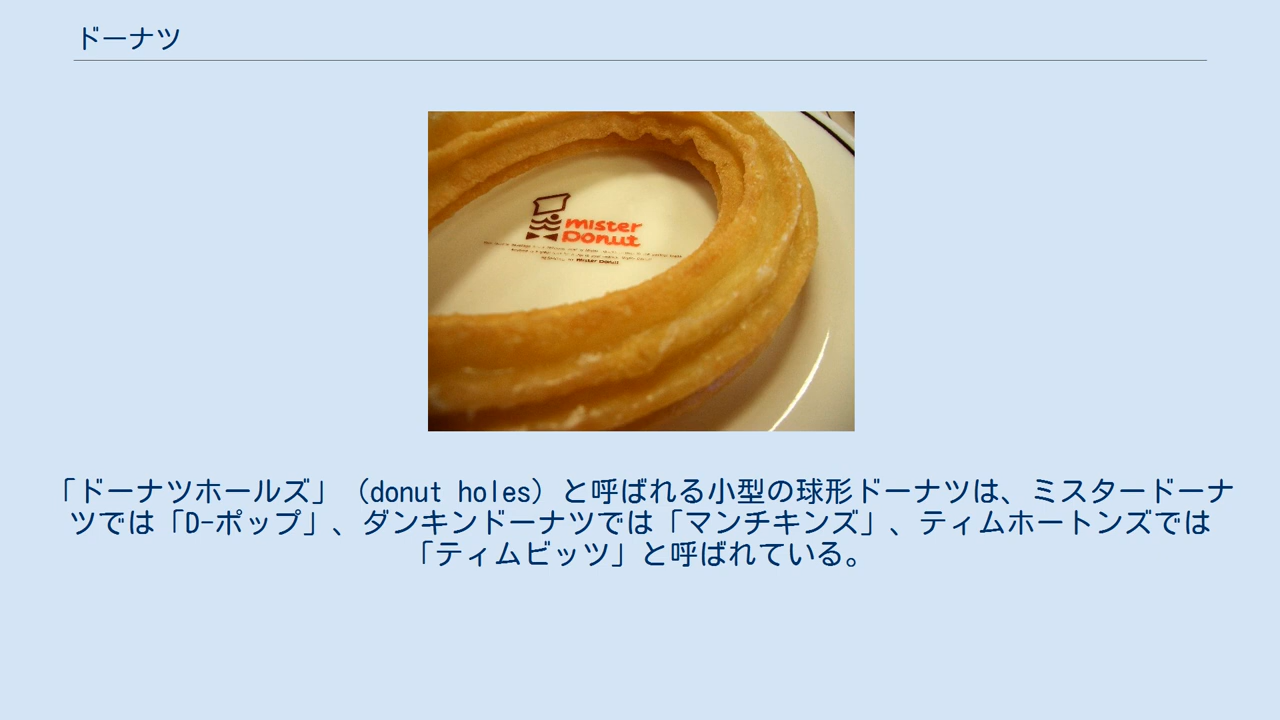 ドーナツ
mister
Donut
「ドーナツホールズ」（donut holes）と呼ばれる小型の球形ドーナツは、ミスタードーナ
ツでは「D-ポップ」、ダンキンドーナツでは「マンチキンズ」、ティムホートンズでは
「ティムビッツ」と呼ばれている。